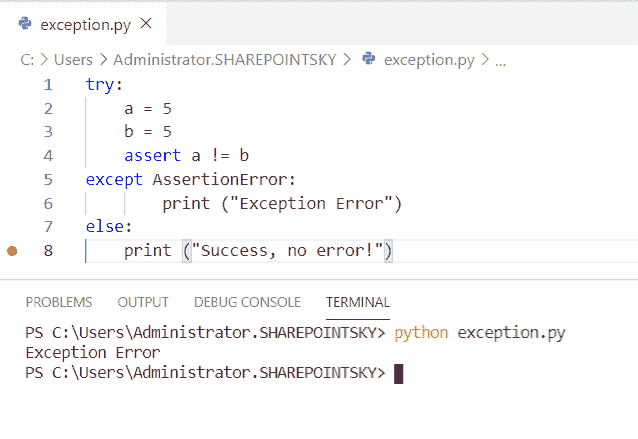 exception.py ×
C: > Users > Administrator.SHAREPOINTSKY > exception.py > ...
1 try:
2     a = 5
3     b = 5
4     assert a != b
5 except AssertionError:
6         print ("Exception Error")
7 else:
8     print ("Success, no error!")
PROBLEMS OUTPUT DEBUG CONSOLE TERMINAL
PS C:\Users\Administrator.SHAREPOINTSKY> python exception.py
Exception Error
PS C:\Users\Administrator.SHAREPOINTSKY>